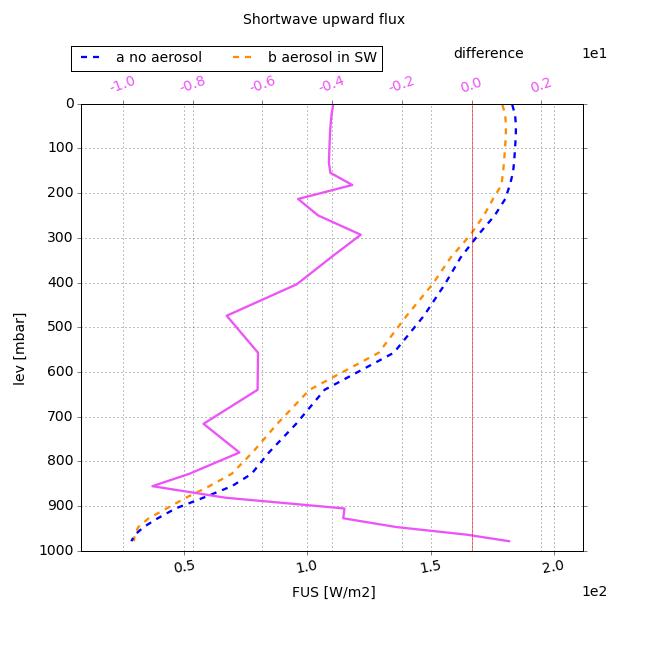 Shortwave upward flux
a no aerosol b aerosol in SW
difference 1e1
-1.0 -0.8 -0.6 -0.4 -0.2 0.0 0.2
0
100
200
300
400
500
600
700
800
900
1000
lev [mbar]
0.5 1.0 1.5 2.0
FUS [W/m2] 1e2